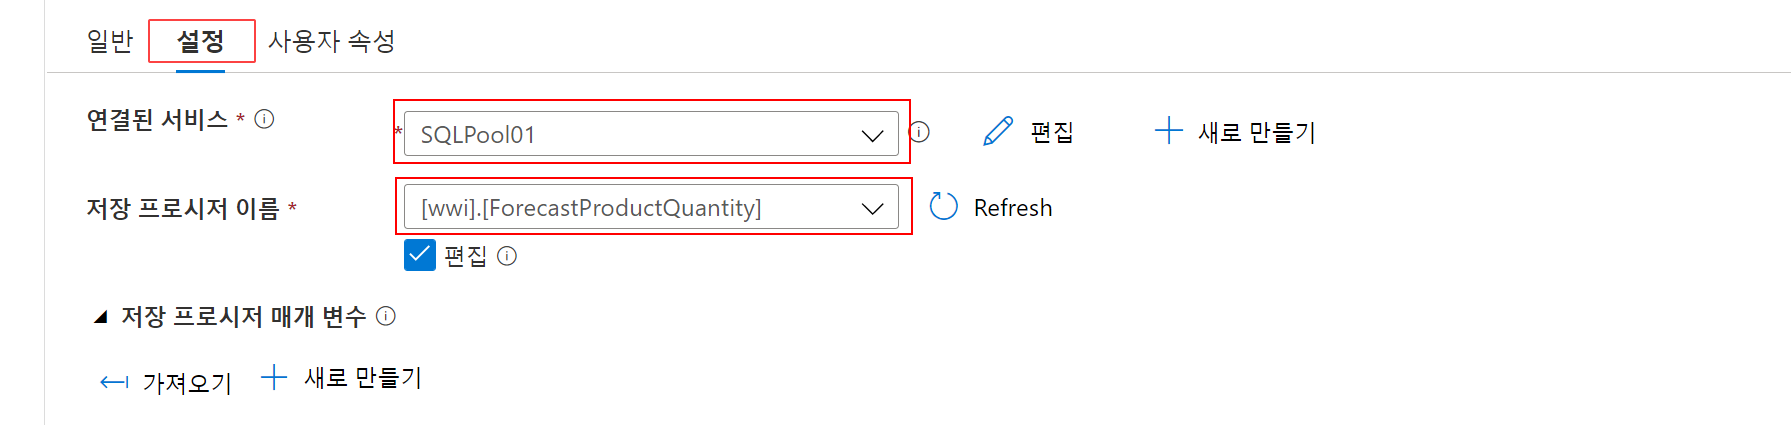 일반 설정 사용자 속성
연결된 서비스 * SQLPool01 편집 새로 만들기
저장 프로시저 이름 * [wwi].[ForecastProductQuantity] Refresh
편집
저장 프로시저 매개 변수
가져오기 새로 만들기